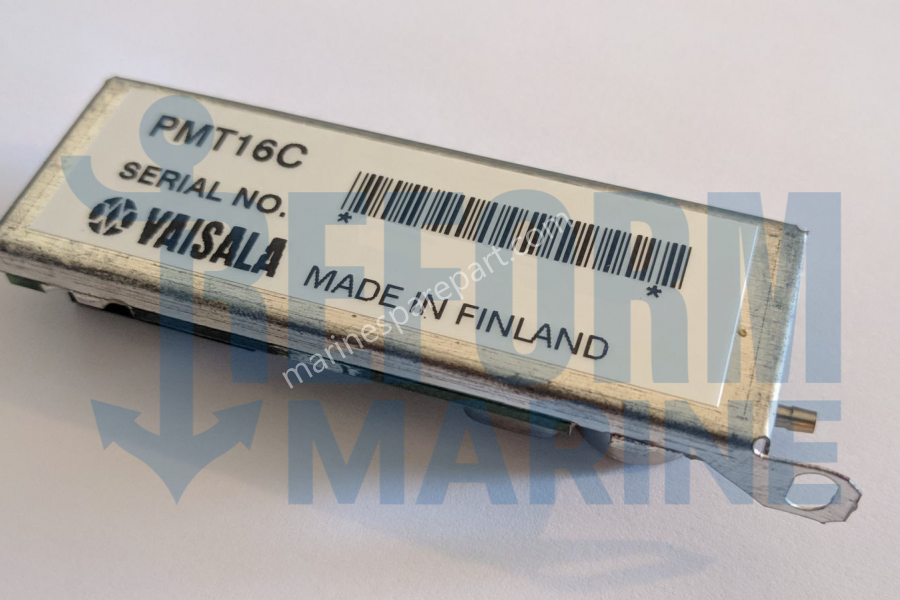 PMT16C
SERIAL NO.
* *
VAISALA
MADE IN FINLAND
REFORM
MARINE
marinesparepart.com